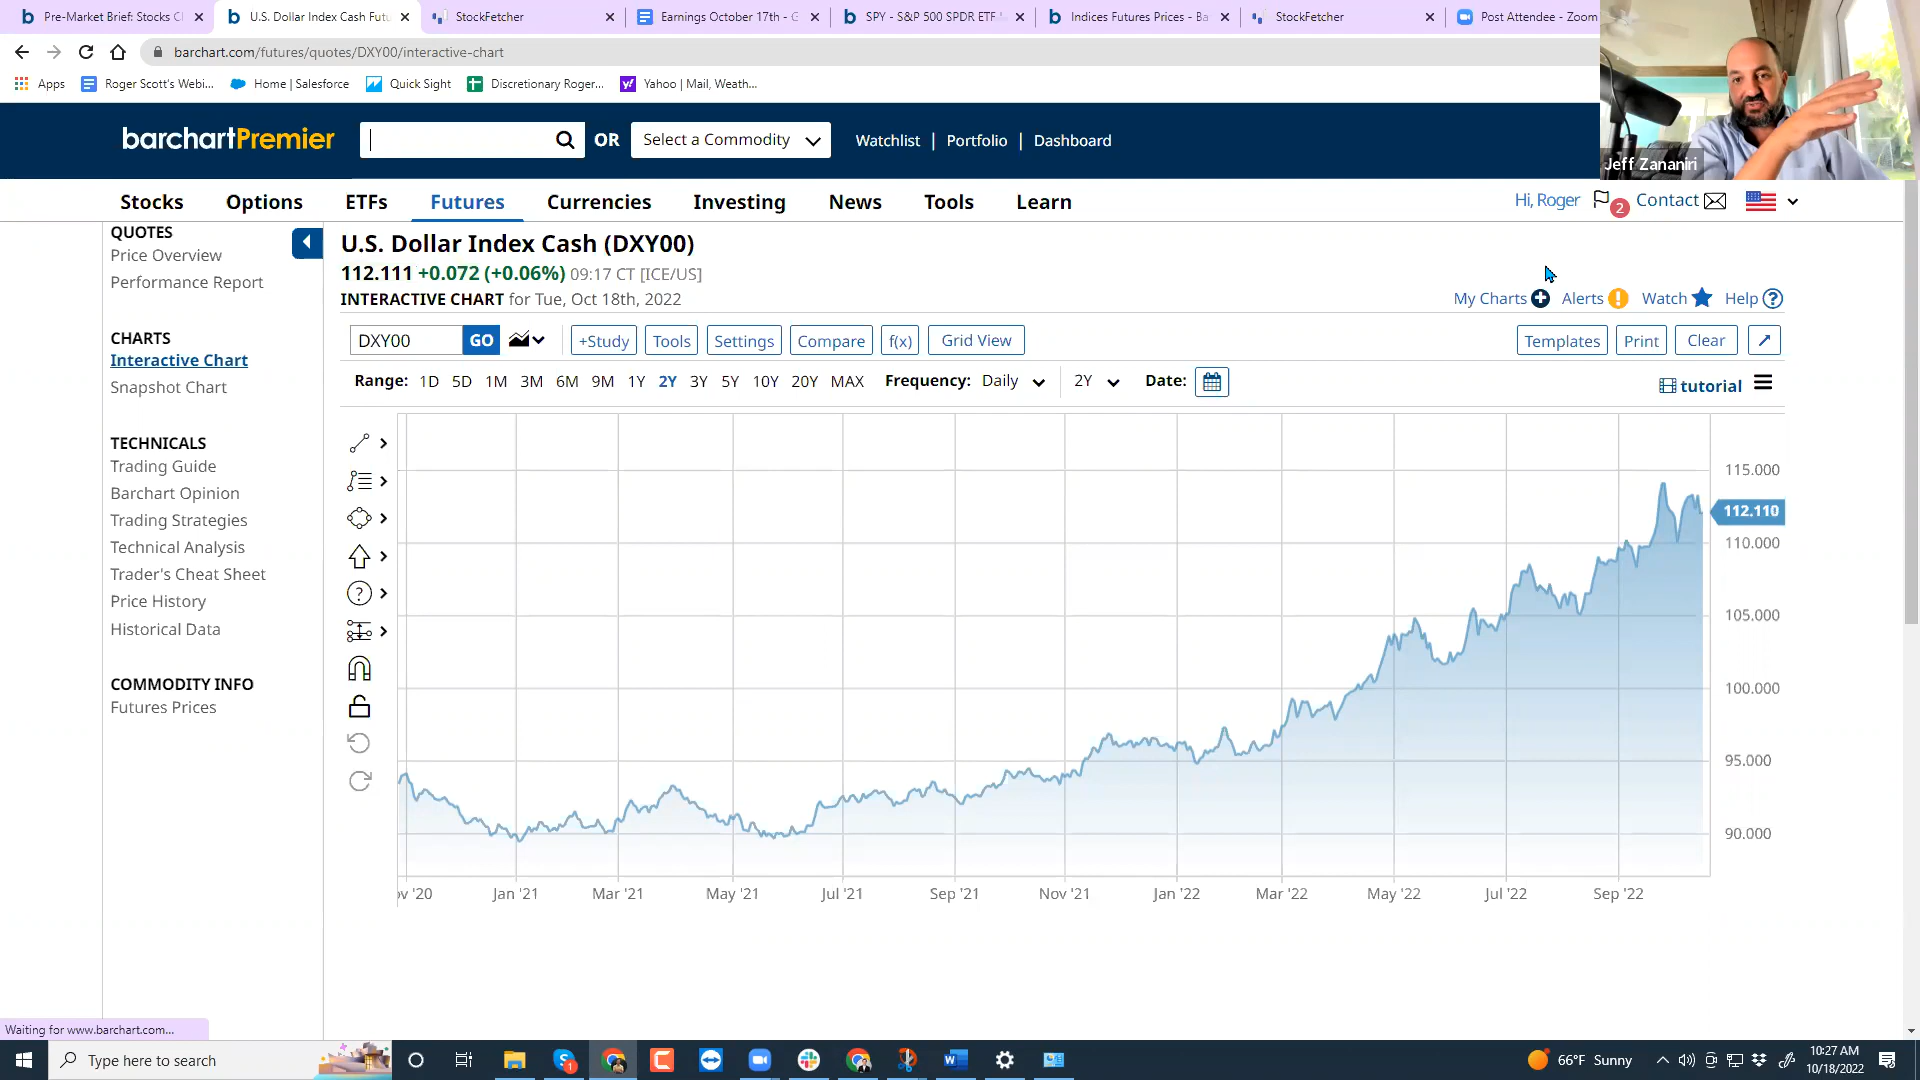 Pre-Market Brief: Stocks C
U.S. Dollar Index Cash Futu
StockFetcher
Earnings October 17th - G
SPY - S&P 500 SPDR ETF
Indices Futures Prices - Ba
StockFetcher
Post Attendee - Zoom
barchart.com/futures/quotes/DXY00/interactive-chart
Apps
Roger Scott's Webi...
Home | Salesforce
Quick Sight
Discretionary Roger...
Yahoo | Mail, Weath...
barchartPremier
OR
Select a Commodity
Watchlist | Portfolio | Dashboard
Jeff Zananiri
Stocks
Options
ETFs
Futures
Currencies
Investing
News
Tools
Learn
Hi, Roger
2
Contact
QUOTES
Price Overview
Performance Report
CHARTS
Interactive Chart
Snapshot Chart
TECHNICALS
Trading Guide
Barchart Opinion
Trading Strategies
Technical Analysis
Trader's Cheat Sheet
Price History
Historical Data
COMMODITY INFO
Futures Prices
U.S. Dollar Index Cash (DXY00)
112.111 +0.072 (+0.06%) 09:17 CT [ICE/US]
INTERACTIVE CHART for Tue, Oct 18th, 2022
My Charts
Alerts
Watch
Help
DXY00
GO
+Study
Tools
Settings
Compare
f(x)
Grid View
Templates
Print
Clear
Range: 1D 5D 1M 3M 6M 9M 1Y 2Y 3Y 5Y 10Y 20Y MAX
Frequency: Daily
2Y
Date:
tutorial
115.000
112.110
110.000
105.000
100.000
95.000
90.000
ov '20
Jan '21
Mar '21
May '21
Jul '21
Sep '21
Nov '21
Jan '22
Mar '22
May '22
Jul '22
Sep '22
Waiting for www.barchart.com...
Type here to search
66°F Sunny
10:27 AM
10/18/2022